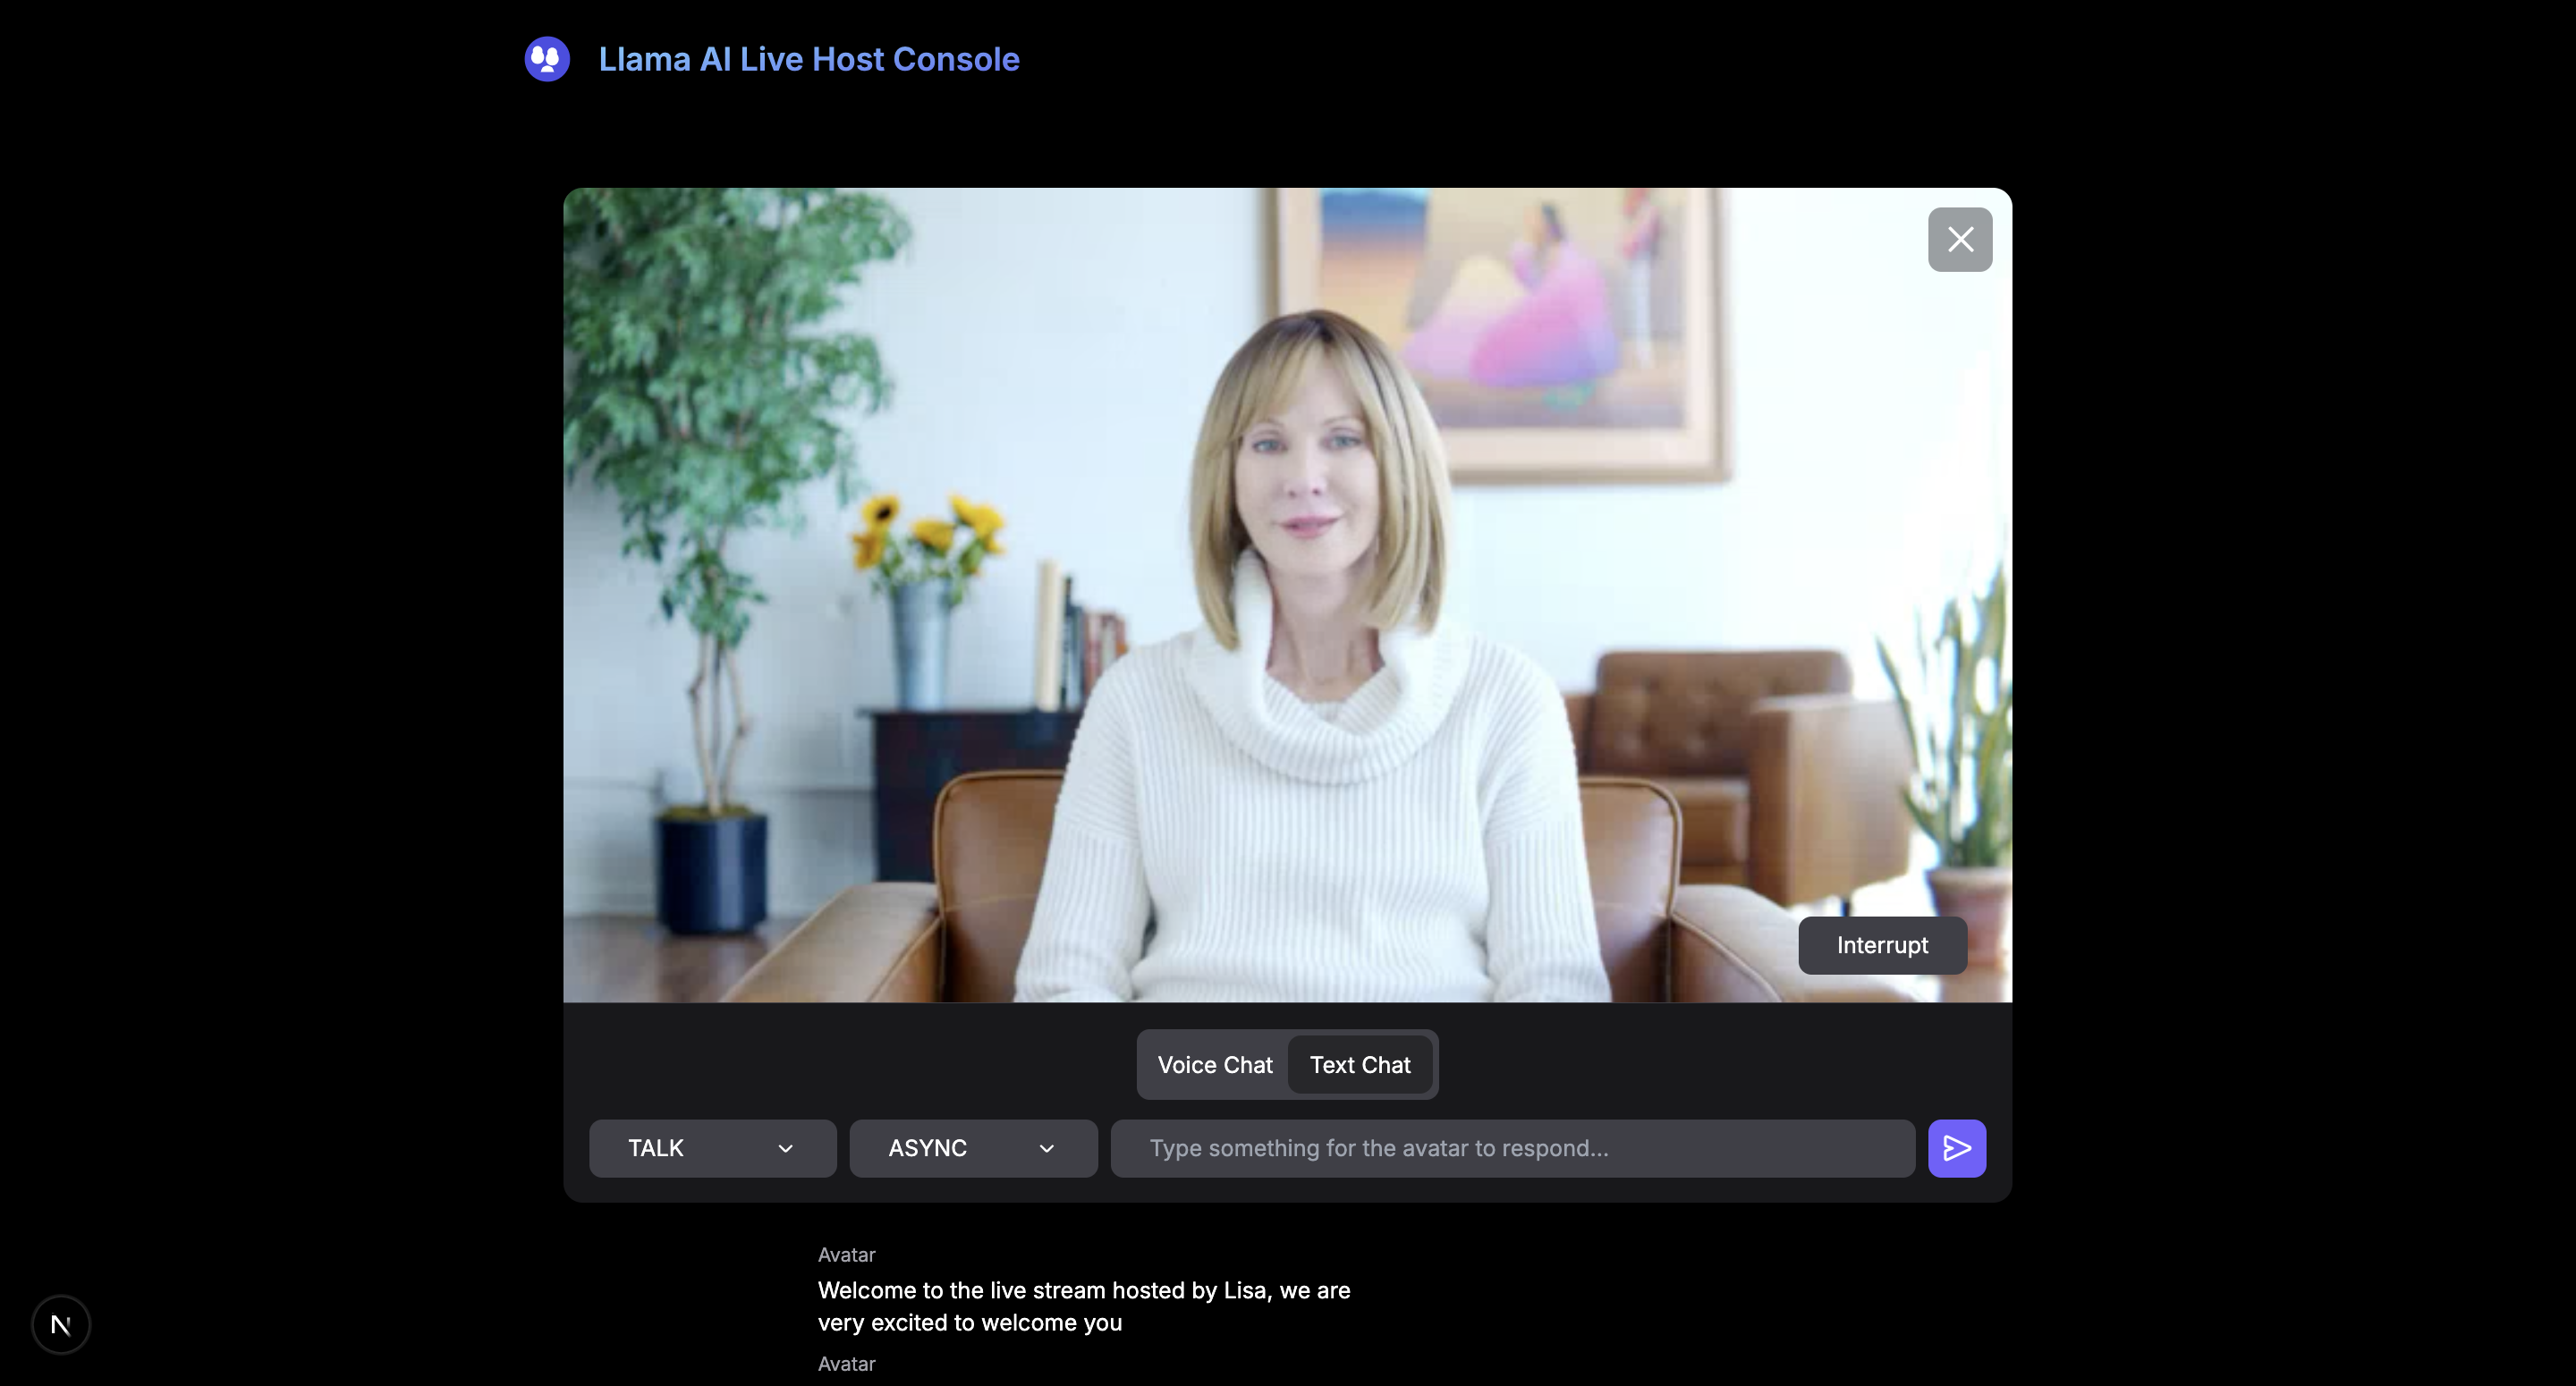 Llama AI Live Host Console
Interrupt
Voice Chat Text Chat
TALK ASYNC Type something for the avatar to respond...
Avatar
Welcome to the live stream hosted by Lisa, we are
very excited to welcome you
N
Avatar